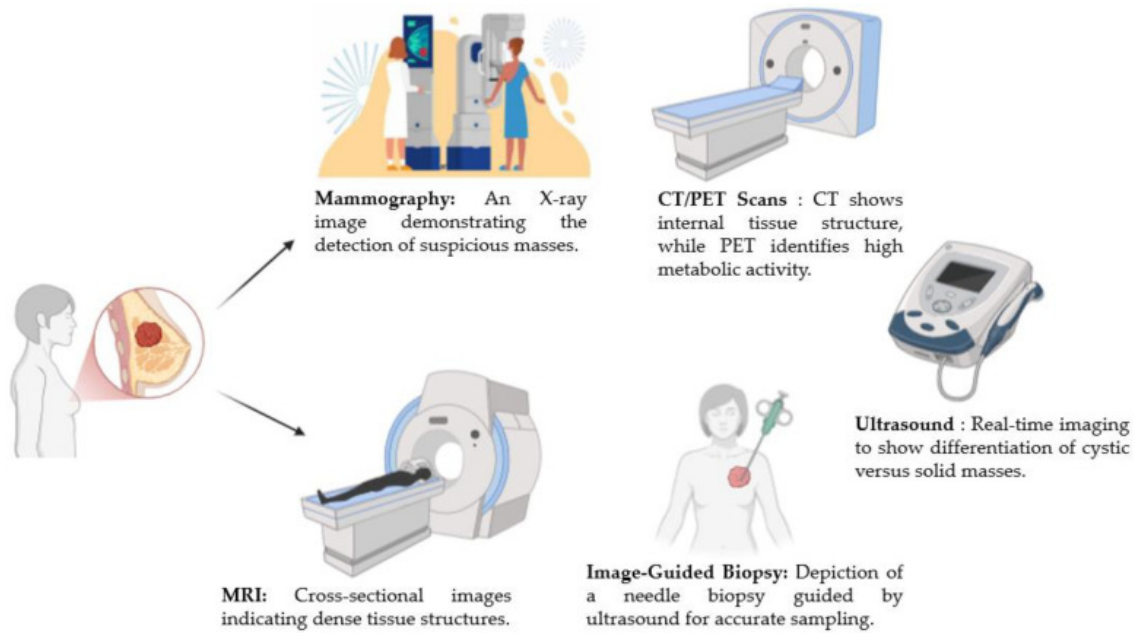 Mammography: An X-ray
image demonstrating the
detection of suspicious masses.
CT/PET Scans : CT shows
internal tissue structure,
while PET identifies high
metabolic activity.
Ultrasound : Real-time imaging
to show differentiation of cystic
versus solid masses.
MRI: Cross-sectional images
indicating dense tissue structures.
Image-Guided Biopsy: Depiction of
a needle biopsy guided by
ultrasound for accurate sampling.